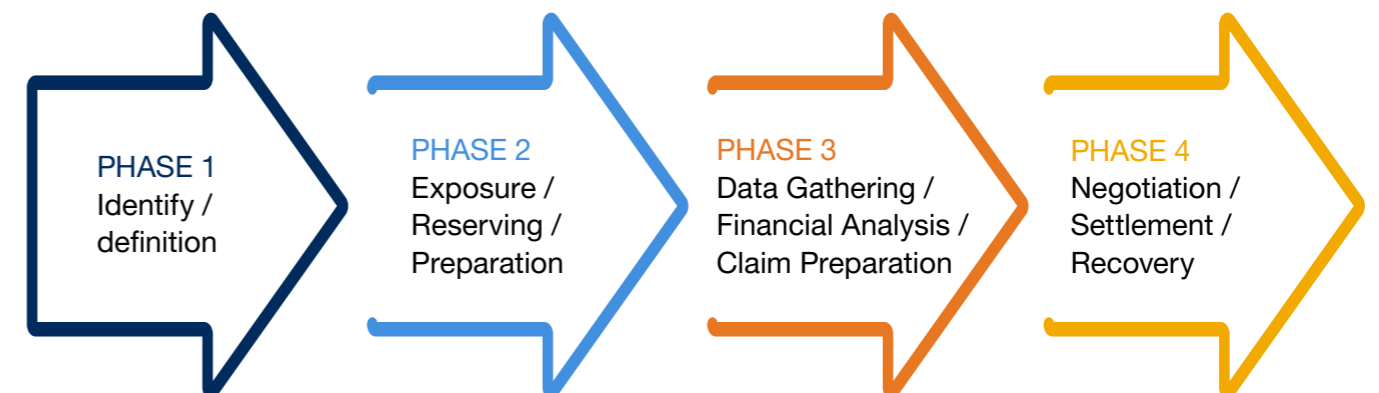 PHASE 1
Identify /
definition
PHASE 2
Exposure /
Reserving /
Preparation
PHASE 3
Data Gathering /
Financial Analysis /
Claim Preparation
PHASE 4
Negotiation /
Settlement /
Recovery